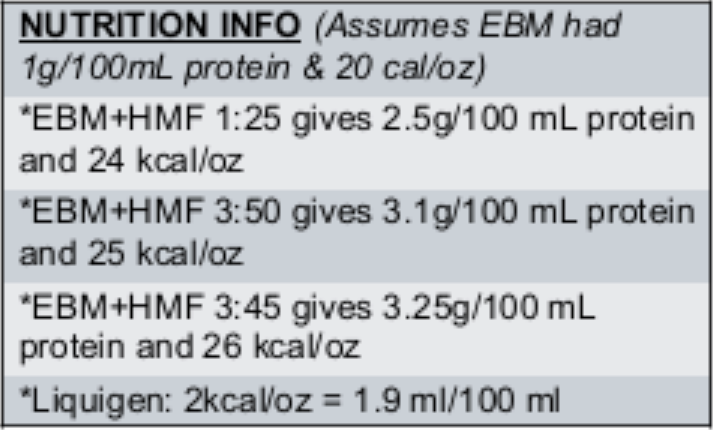 NUTRITION INFO (Assumes EBM had
1g/100mL protein & 20 cal/oz)
*EBM+HMF 1:25 gives 2.5g/100 mL protein
and 24 kcal/oz
*EBM+HMF 3:50 gives 3.1g/100 mL protein
and 25 kcal/oz
*EBM+HMF 3:45 gives 3.25g/100 mL
protein and 26 kcal/oz
*Liquigen: 2kcal/oz = 1.9 ml/100 ml